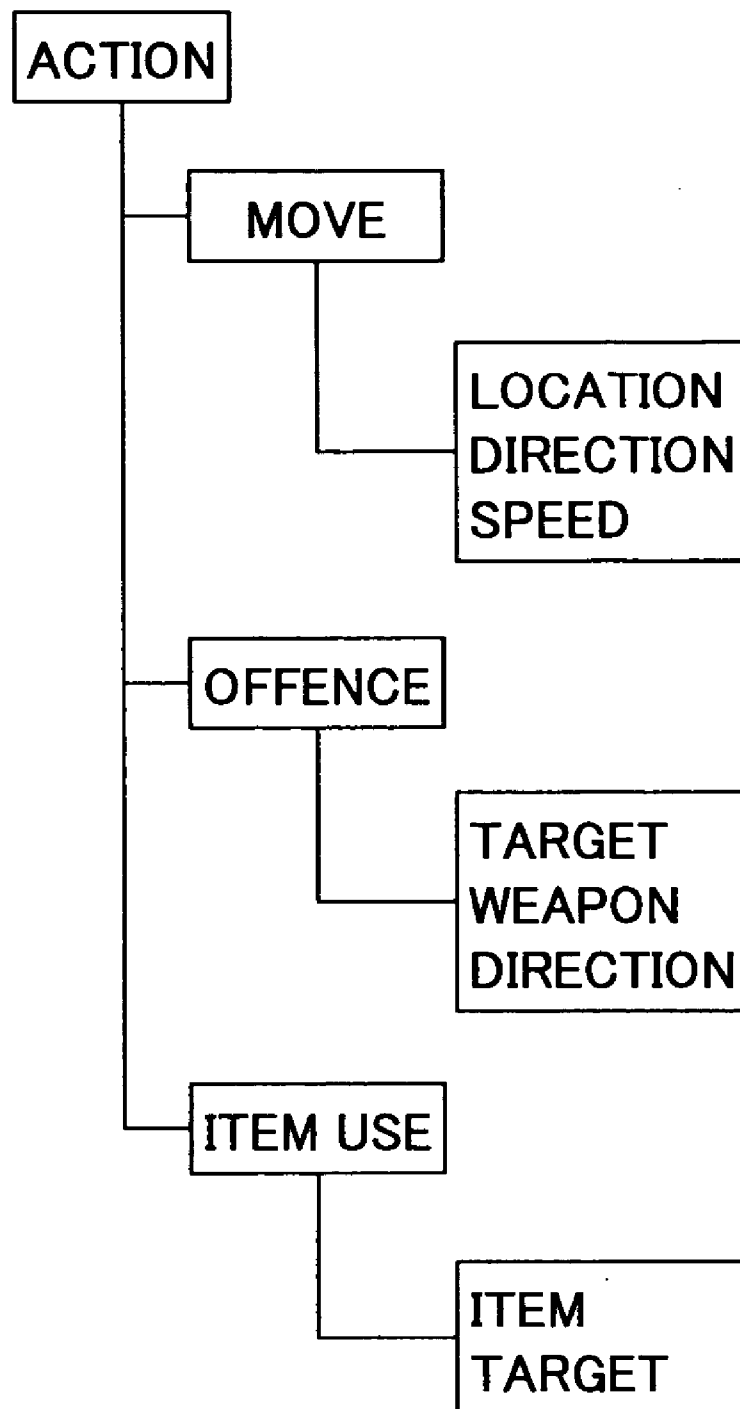 ACTION
MOVE
LOCATION
DIRECTION
SPEED
OFFENCE
TARGET
WEAPON
DIRECTION
ITEM USE
ITEM
TARGET